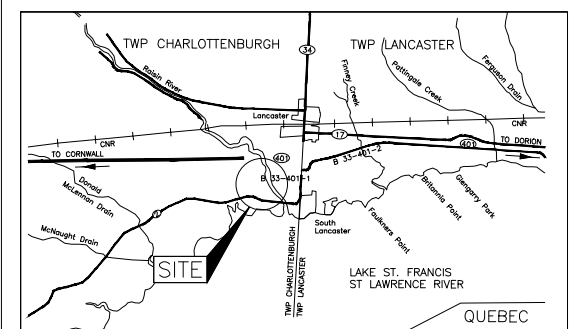 TWP CHARLOTTENBURGH
34
TWP LANCASTER
Raisin River
Finney Creek
Pattingale Creek
Ferguson Drain
Lancaster
CNR
CNR
17
TO DORION
401
TO CORNWALL
401
B 33-401-2
B 33-401-1
Donald
McLennan Drain
Glengarry Park
Britannia Point
South
Lancaster
Faulkners Point
McNaught Drain
SITE
TWP CHARLOTTENBURGH
TWP LANCASTER
LAKE ST. FRANCIS
ST LAWRENCE RIVER
QUEBEC